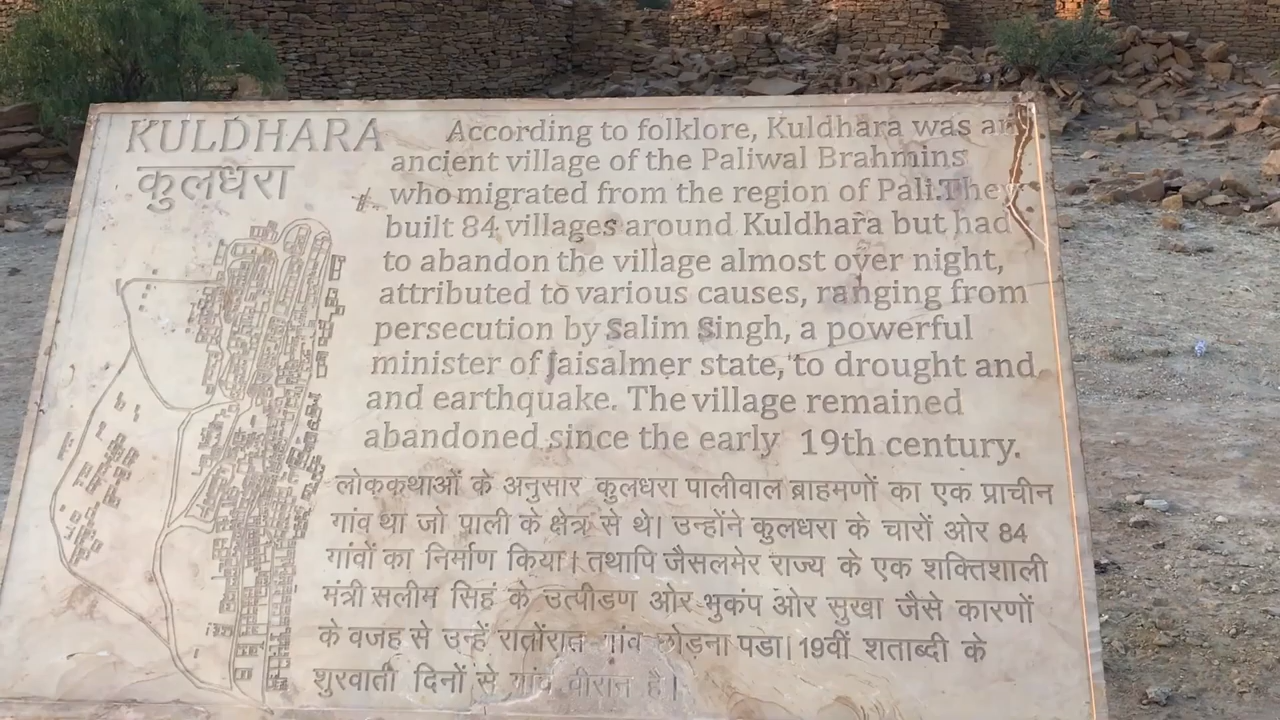 KULDHARA
कुलधरा
According to folklore, Kuldhara was an
ancient village of the Paliwal Brahmins
who migrated from the region of Pali. They
built 84 villages around Kuldhara but had
to abandon the village almost over night,
attributed to various causes, ranging from
persecution by Salim Singh, a powerful
minister of Jaisalmer state, to drought and
and earthquake. The village remained
abandoned since the early 19th century.
लोककथाओं के अनुसार कुलधरा पालीवाल ब्राहमणों का एक प्राचीन
गांव था जो पाली के क्षेत्र से थे। उन्होंने कुलधरा के चारों ओर 84
गांवों का निर्माण किया। तथापि जैसलमेर राज्य के एक शक्तिशाली
मंत्री सलीम सिहं के उत्पीडण ओर भुकंप ओर सुखा जैसे कारणों
के वजह से उन्हें रातोंरात गांव छोड़ना पडा। 19वीं शताब्दी के
शुरवाती दिनों से गांव वीरान है।